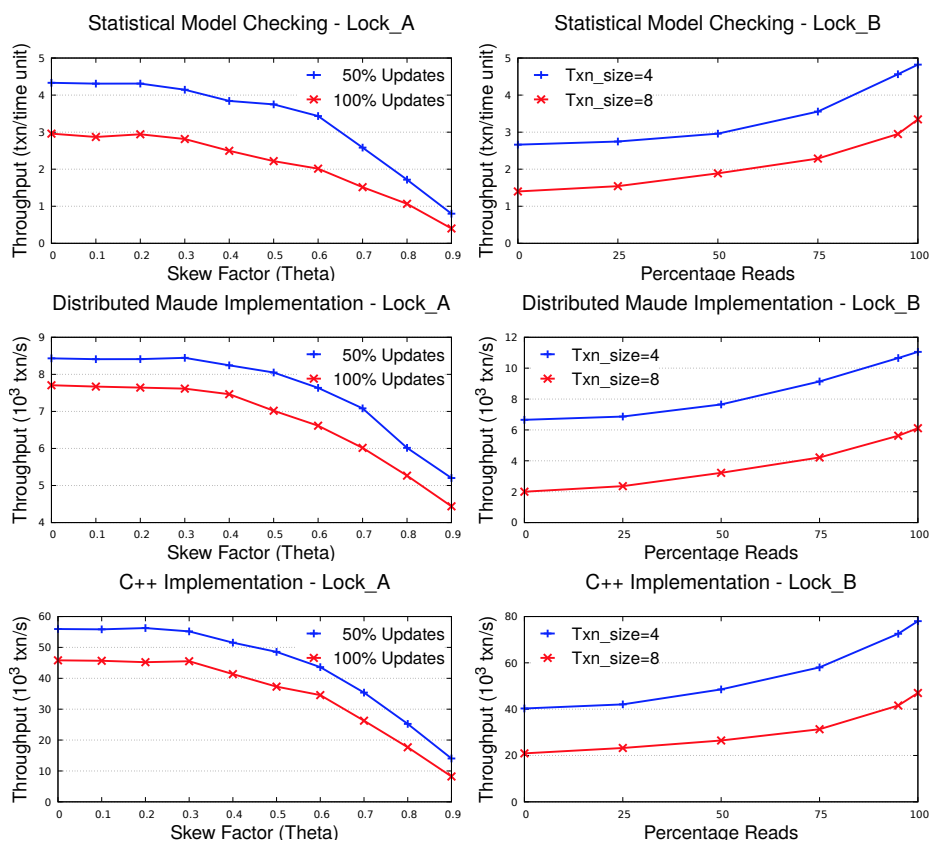 Statistical Model Checking - Lock_A
Throughput (txn/time unit)
5
4
3
2
1
0
50% Updates
100% Updates
0 0.1 0.2 0.3 0.4 0.5 0.6 0.7 0.8 0.9
Skew Factor (Theta)
Statistical Model Checking - Lock_B
Throughput (txn/time unit)
5
4
3
2
1
0
Txn_size=4
Txn_size=8
0 25 50 75 100
Percentage Reads
Distributed Maude Implementation - Lock_A
Throughput (10³ txn/s)
9
8
7
6
5
4
50% Updates
100% Updates
0 0.1 0.2 0.3 0.4 0.5 0.6 0.7 0.8 0.9
Skew Factor (Theta)
Distributed Maude Implementation - Lock_B
Throughput (10³ txn/s)
12
10
8
6
4
2
0
Txn_size=4
Txn_size=8
0 25 50 75 100
Percentage Reads
C++ Implementation - Lock_A
Throughput (10³ txn/s)
60
50
40
30
20
10
0
50% Updates
100% Updates
0 0.1 0.2 0.3 0.4 0.5 0.6 0.7 0.8 0.9
Skew Factor (Theta)
C++ Implementation - Lock_B
Throughput (10³ txn/s)
80
60
40
20
0
Txn_size=4
Txn_size=8
0 25 50 75 100
Percentage Reads